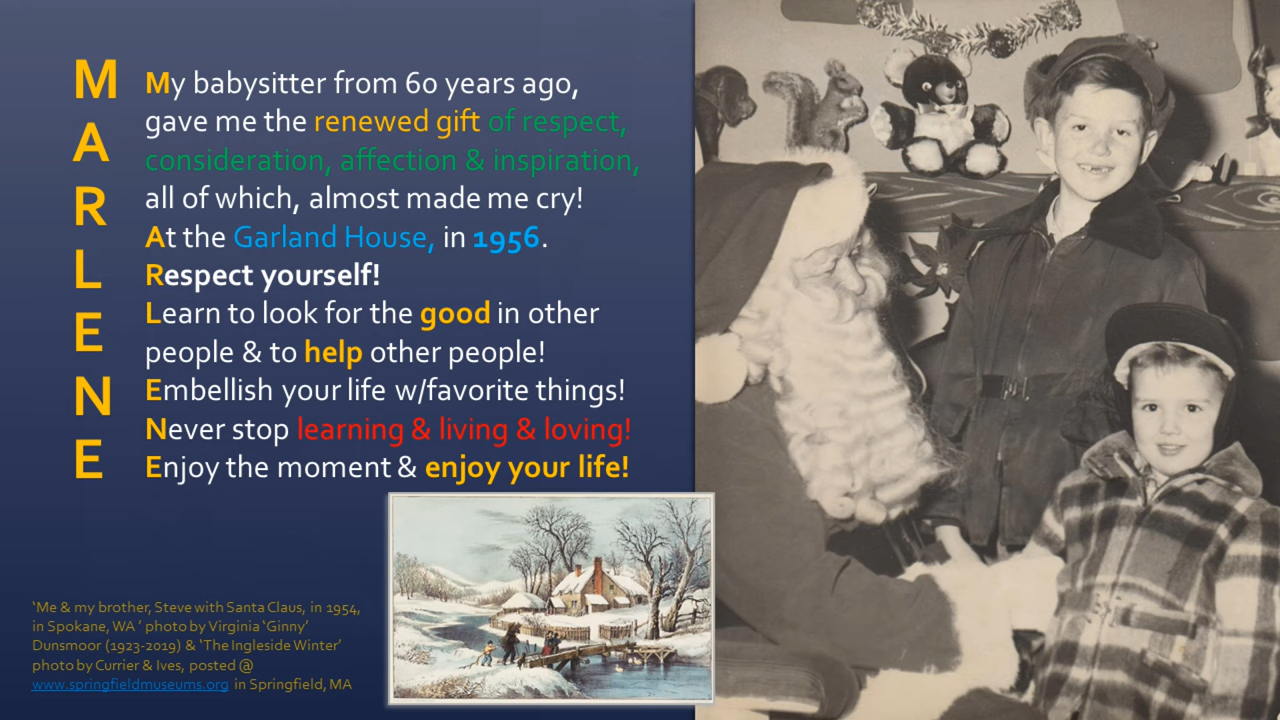 M
A
R
L
E
N
E
My babysitter from 60 years ago,
gave me the renewed gift of respect,
consideration, affection & inspiration,
all of which, almost made me cry!
At the Garland House, in 1956.
Respect yourself!
Learn to look for the good in other
people & to help other people!
Embellish your life w/favorite things!
Never stop learning & living & loving!
Enjoy the moment & enjoy your life!
‘Me & my brother, Steve with Santa Claus, in 1954,
in Spokane, WA ’ photo by Virginia ‘Ginny’
Dunsmoor (1923-2019) & ‘The Ingleside Winter’
photo by Currier & Ives, posted @
www.springfieldmuseums.org in Springfield, MA